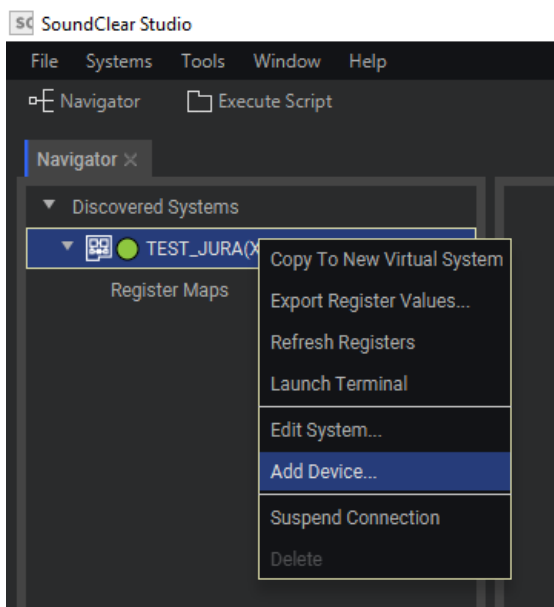 SoundClear Studio
File Systems Tools Window Help
Navigator Execute Script
Navigator
Discovered Systems
TEST_JURA(X
Register Maps
Copy To New Virtual System
Export Register Values...
Refresh Registers
Launch Terminal
Edit System...
Add Device...
Suspend Connection
Delete